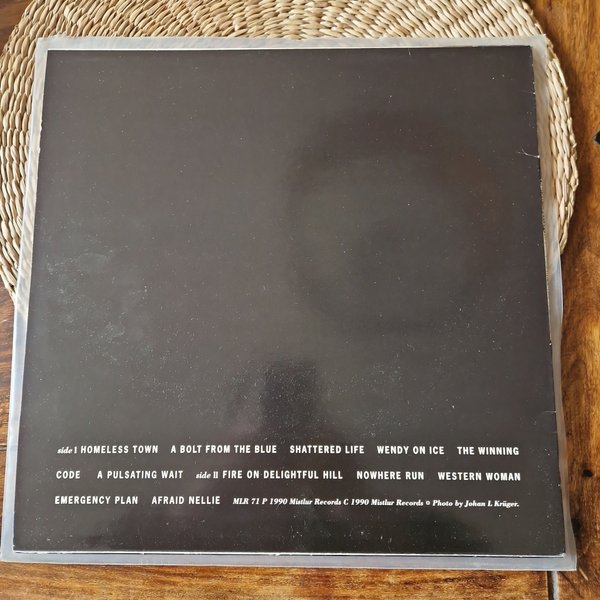 side I HOMELESS TOWN A BOLT FROM THE BLUE SHATTERED LIFE WENDY ON ICE THE WINNING
CODE A PULSATING WAIT side II FIRE ON DELIGHTFUL HILL NOWHERE RUN WESTERN WOMAN
EMERGENCY PLAN AFRAID NELLIE MLR 71 P 1990 Mistlur Records C 1990 Mistlur Records o Photo by Johan L Krüger.